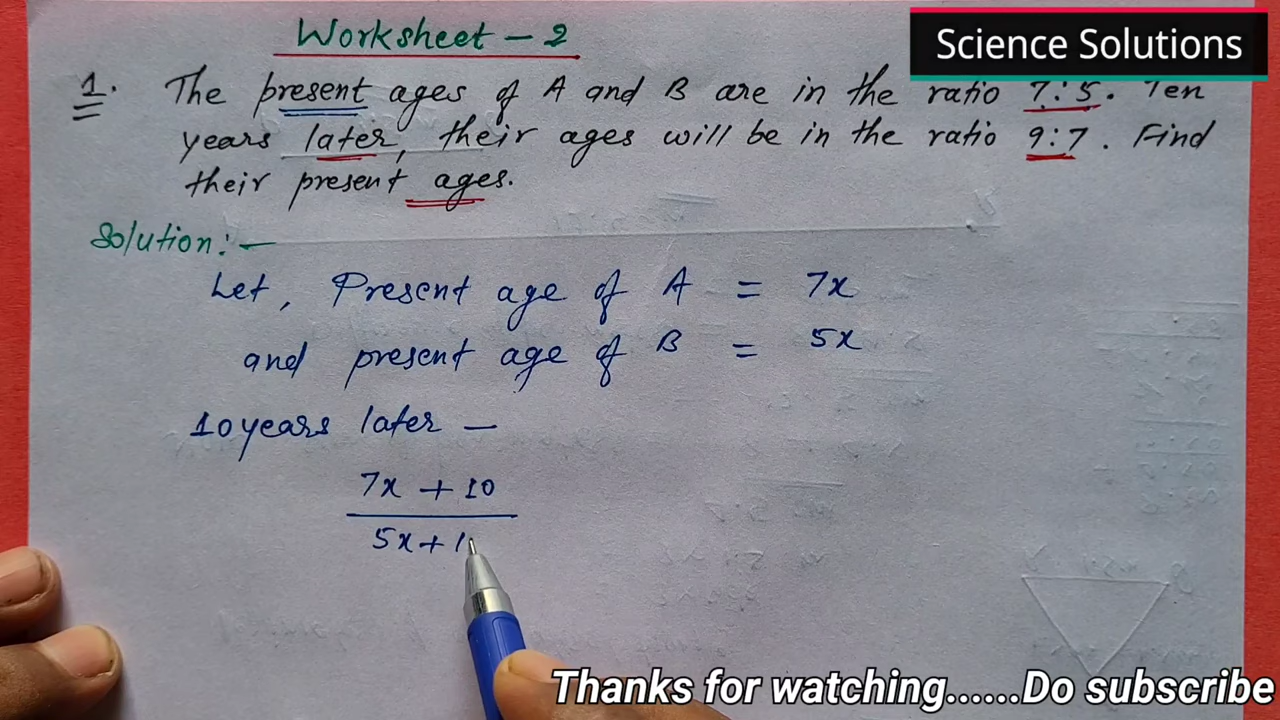 Worksheet - 2
Science Solutions
1. The present ages of A and B are in the ratio 7:5. Ten
years later, their ages will be in the ratio 9:7. Find
their present ages.
Solution:-
Let, Present age of A = 7x
and present age of B = 5x
10 years later -
7x + 10
5x + 1
Thanks for watching......Do subscribe